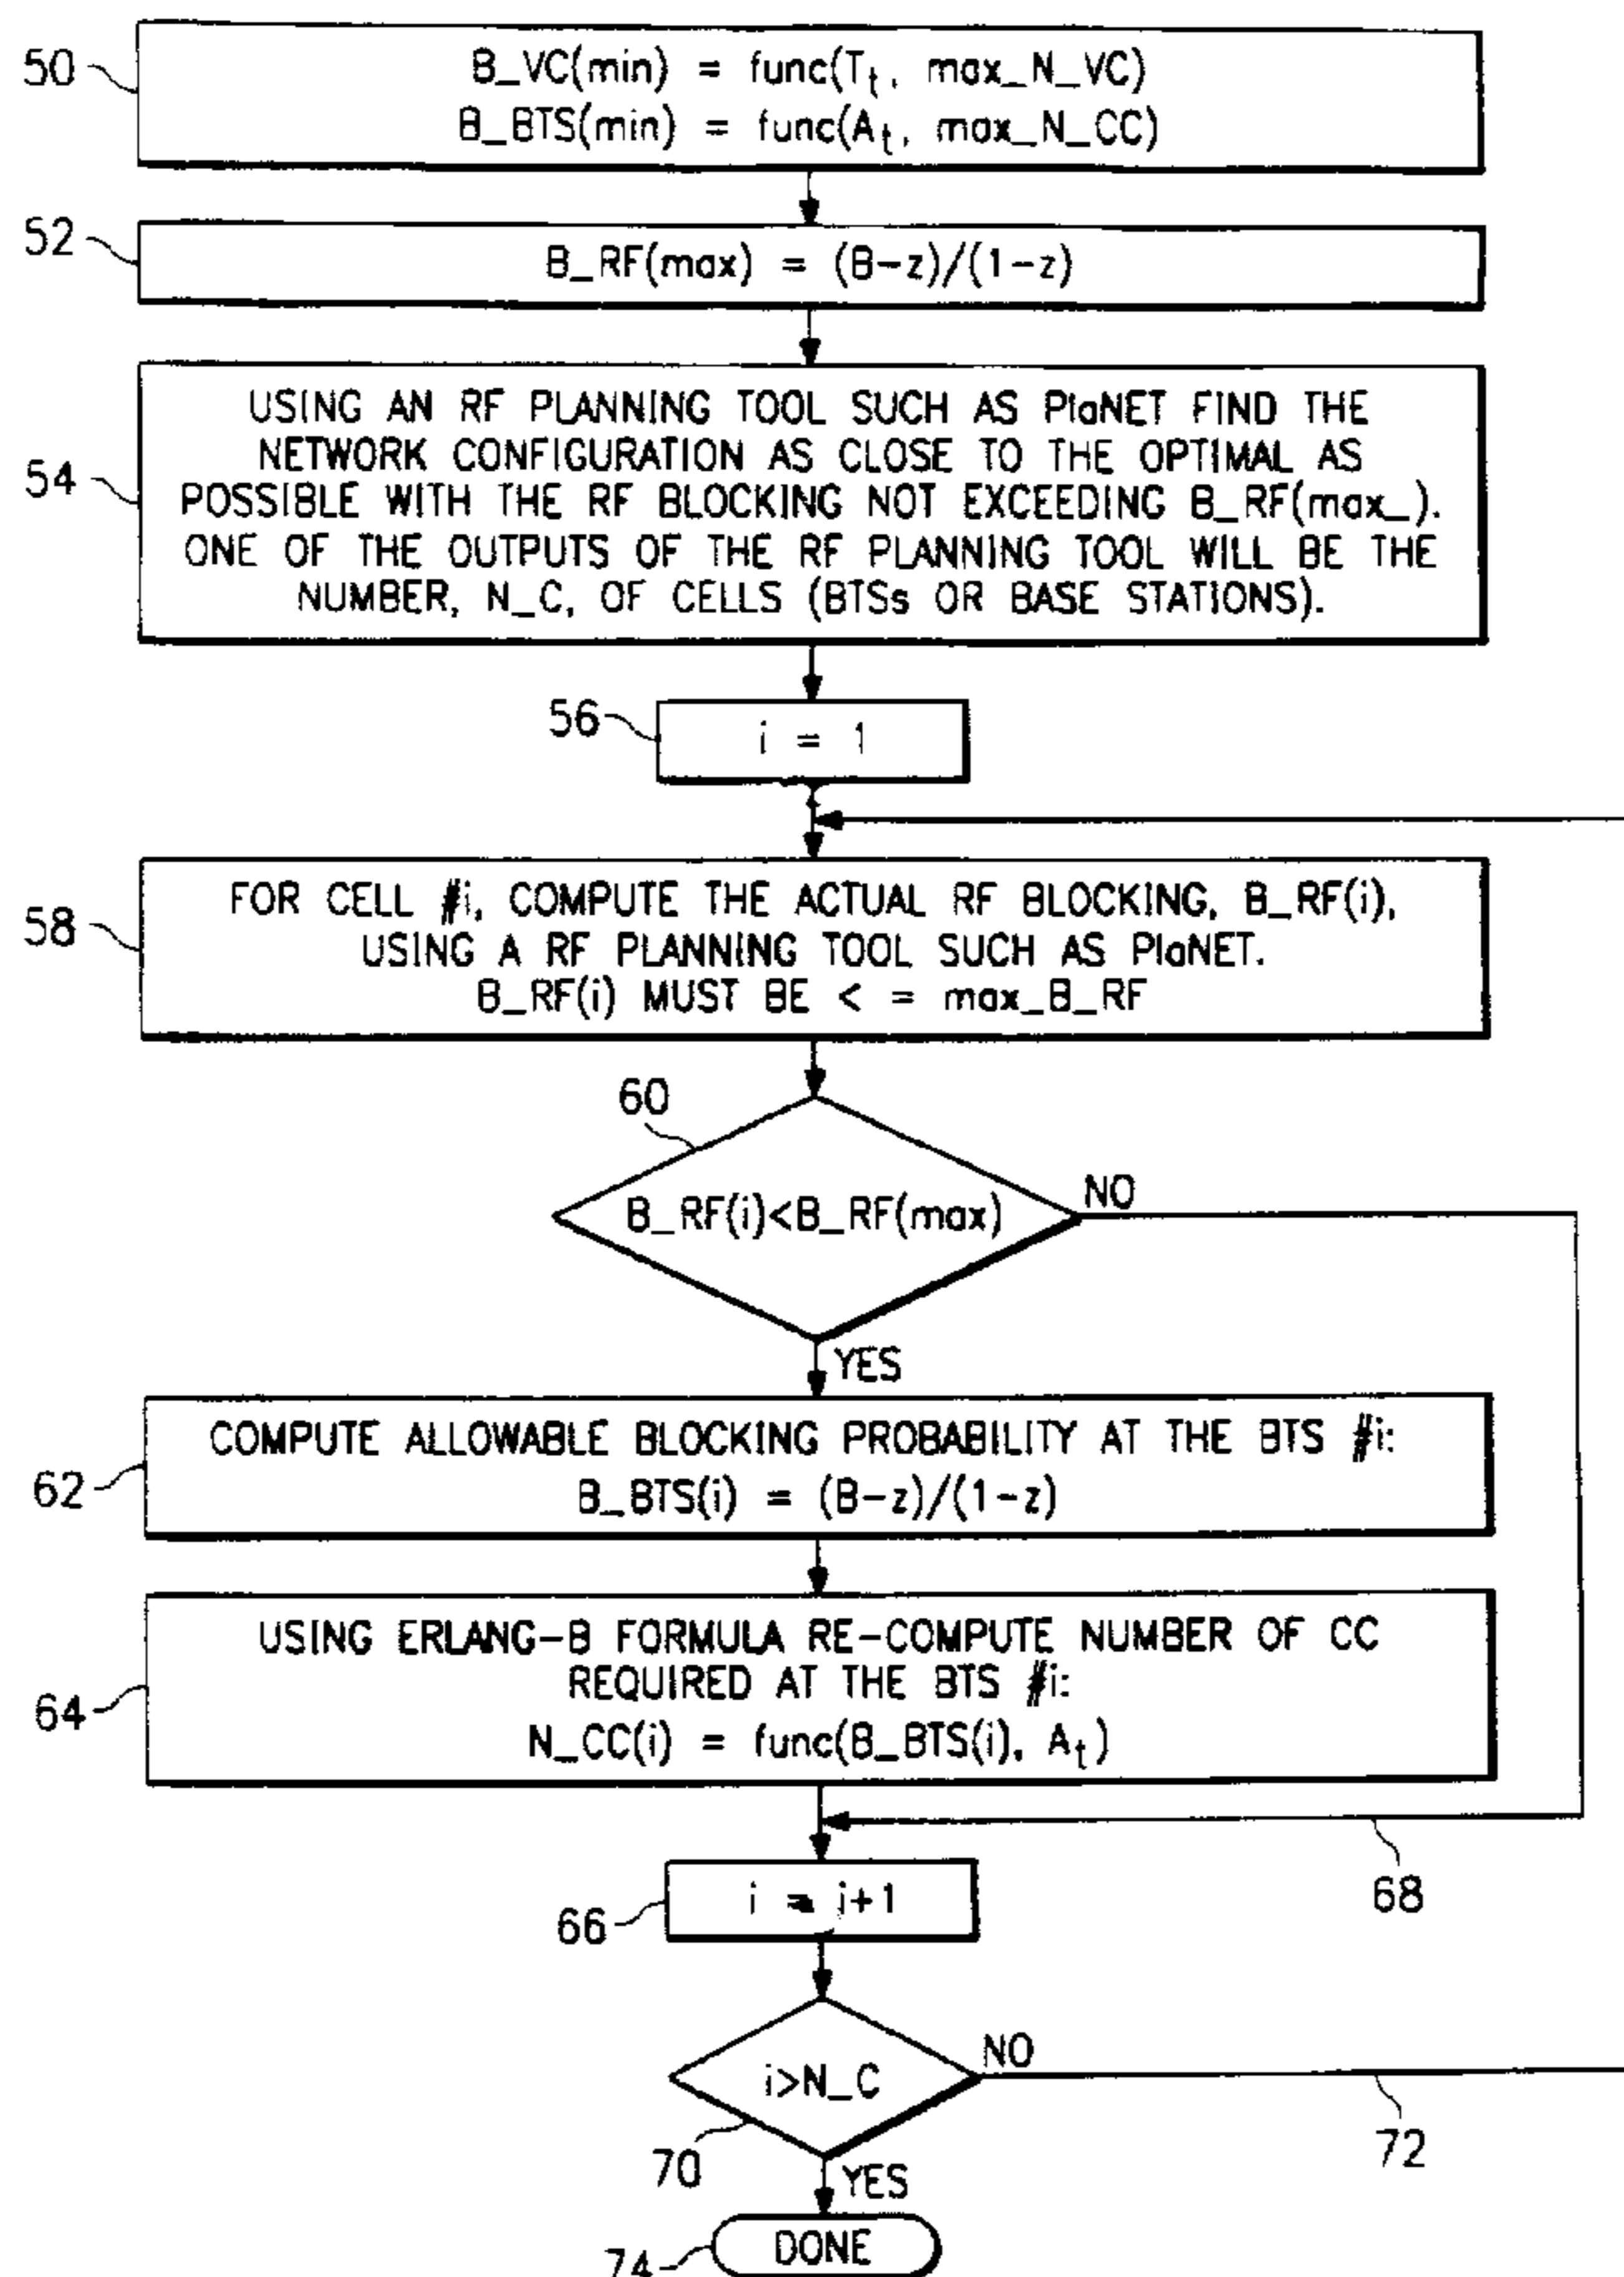 50
B_VC(min) = func(Tt, max_N_VC)
B_BTS(min) = func(At, max_N_CC)
52
B_RF(max) = (B-z)/(1-z)
54
USING AN RF PLANNING TOOL SUCH AS PlaNET FIND THE
NETWORK CONFIGURATION AS CLOSE TO THE OPTIMAL AS
POSSIBLE WITH THE RF BLOCKING NOT EXCEEDING B_RF(max_).
ONE OF THE OUTPUTS OF THE RF PLANNING TOOL WILL BE THE
NUMBER, N_C, OF CELLS (BTSs OR BASE STATIONS).
56
i = 1
58
FOR CELL #i, COMPUTE THE ACTUAL RF BLOCKING, B_RF(i),
USING A RF PLANNING TOOL SUCH AS PlaNET.
B_RF(i) MUST BE < = max_B_RF
60
B_RF(i)<B_RF(max)
NO
YES
62
COMPUTE ALLOWABLE BLOCKING PROBABILITY AT THE BTS #i:
B_BTS(i) = (B-z)/(1-z)
64
USING ERLANG-B FORMULA RE-COMPUTE NUMBER OF CC
REQUIRED AT THE BTS #i:
N_CC(i) = func(B_BTS(i), At)
68
66
i = i+1
i>N_C
NO
70
72
YES
74
DONE